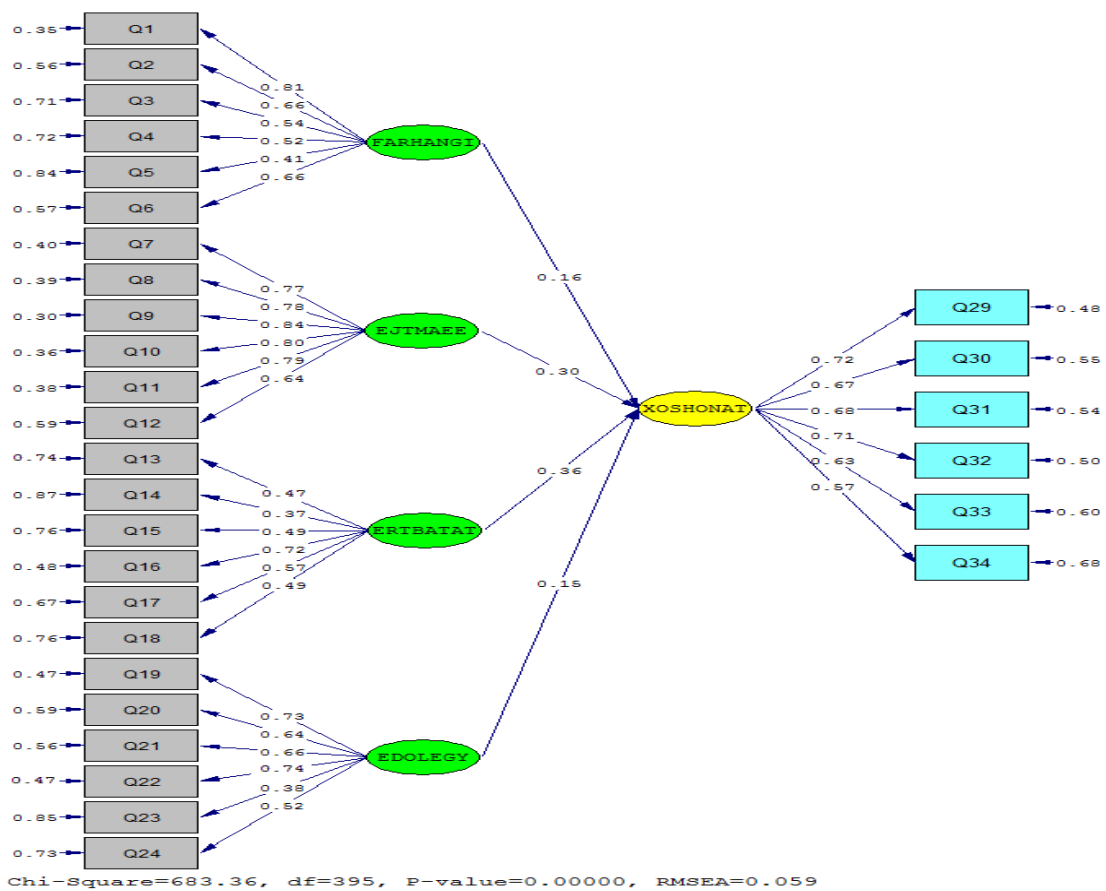 0.35 Q1
0.56 Q2
0.71 Q3
0.72 Q4
0.84 Q5
0.57 Q6
0.40 Q7
0.39 Q8
0.30 Q9
0.36 Q10
0.38 Q11
0.59 Q12
0.74 Q13
0.87 Q14
0.76 Q15
0.48 Q16
0.67 Q17
0.76 Q18
0.47 Q19
0.59 Q20
0.56 Q21
0.47 Q22
0.85 Q23
0.73 Q24
0.81
0.66
0.54
0.52
0.41
0.66
FARHANGI
0.77
0.78
0.84
0.80
0.79
0.64
EJTMAEE
0.47
0.37
0.49
0.72
0.57
0.49
ERTBATAT
0.73
0.64
0.66
0.74
0.38
0.52
EDOLEGY
0.16
0.30
0.36
0.15
XOSHONAT
0.72
0.67
0.68
0.71
0.63
0.57
Q29 0.48
Q30 0.55
Q31 0.54
Q32 0.50
Q33 0.60
Q34 0.68
Chi-Square=683.36, df=395, P-value=0.00000, RMSEA=0.059